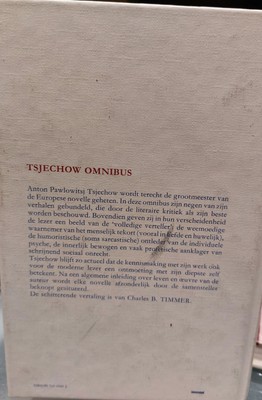 TSJECHOW OMNIBUS
Anton Pawlowitsj Tsjechow wordt terecht de grootmeester van
de Europese novelle geheten. In deze omnibus zijn negen van zijn
verhalen gebundeld, die door de literaire kritiek als zijn beste
worden beschouwd. Bovendien geven zij in hun verscheidenheid
de lezer een beeld van de 'volledige verteller': de weemoedige
waarnemer van het menselijk tekort (vooral in liefde en huwelijk),
de humoristische (soms sarcastische) ontleder van de individuele
psyche, de innerlijk bewogen en vaak profetische aanklager van
schrijnend sociaal onrecht.
Tsjechow blijft zo actueel dat de kennismaking met zijn werk ook
voor de moderne lezer een ontmoeting met zijn diepste zelf
betekent. Na een algemene inleiding over leven en œuvre van de
auteur wordt elke novelle afzonderlijk door de samensteller
beknopt gesitueerd.
De schitterende vertaling is van Charles B. TIMMER.